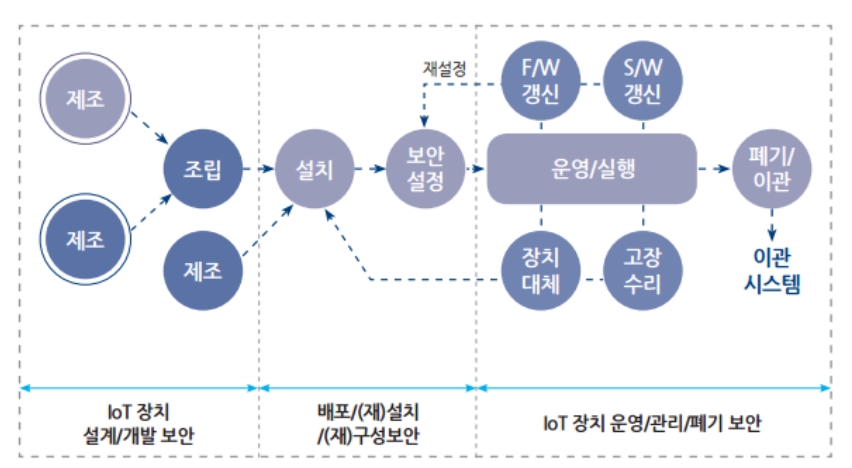 제조
제조
조립
제조
설치
재설정
보안
설정
F/W
갱신
S/W
갱신
운영/실행
장치
대체
고장
수리
폐기/
이관
이관
시스템
IoT 장치
설계/개발 보안
배포/(재)설치
/(재)구성보안
IoT 장치 운영/관리/폐기 보안